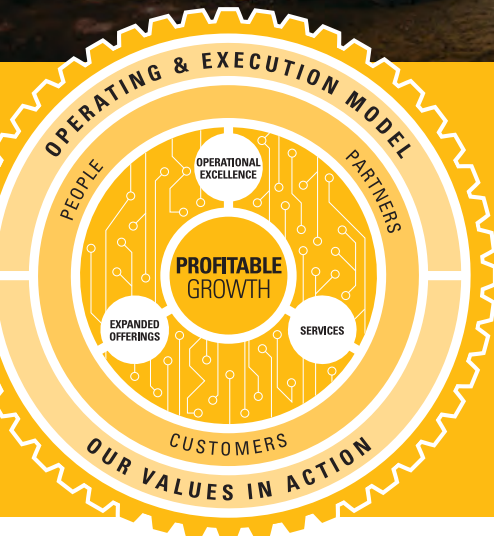 OPERATING & EXECUTION MODEL
PEOPLE
PARTNERS
OPERATIONAL
EXCELLENCE
PROFITABLE
GROWTH
EXPANDED
OFFERINGS
SERVICES
CUSTOMERS
OUR VALUES IN ACTION